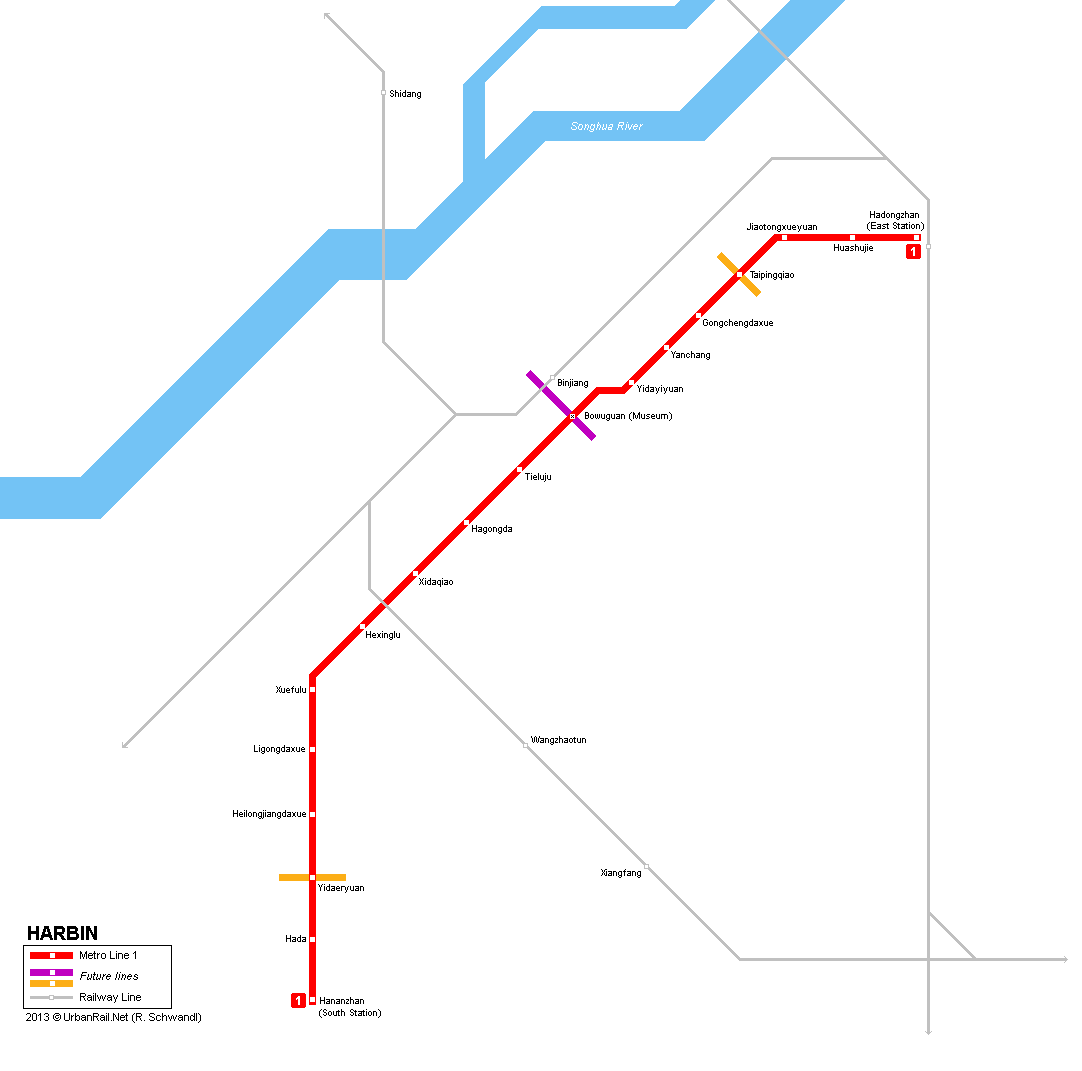 Shidang
Songhua River
Hadongzhan
(East Station)
Jiaotongxueyuan
Huashujie
1
Taipingqiao
Gongchengdaxue
Yanchang
Binjiang
Yidayiyuan
Bowuguan (Museum)
Tieluju
Hagongda
Xidaqiao
Hexinglu
Xuefulu
Wangzhaotun
Ligongdaxue
Heilongjiangdaxue
Xiangfang
Yidaeryuan
HARBIN
Hada
Metro Line 1
Future lines
Railway Line
1
Hananzhan
(South Station)
2013 © UrbanRail.Net (R. Schwandl)